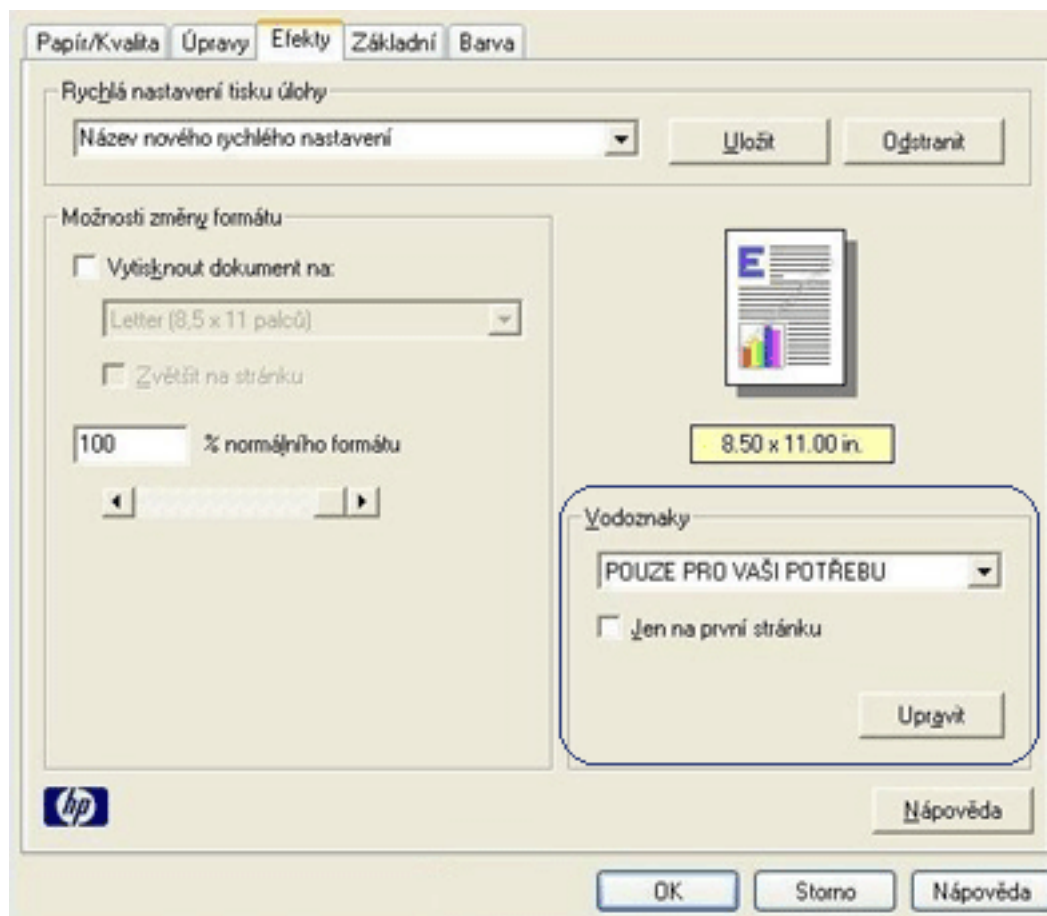 Papír/Kvalita Úpravy Efekty Základní Barva
Rychlá nastavení tisku úlohy
Název nového rychlého nastavení Uložit Odstranit
Možnosti změny formátu
Vytisknout dokument na:
Letter (8,5 x 11 palců)
Zvětšit na stránku
100 % normálního formátu
E
8.50 x 11.00 in.
Vodoznaky
POUZE PRO VAŠI POTŘEBU
Jen na první stránku
Upravit
hp
Nápověda
OK Storno Nápověda